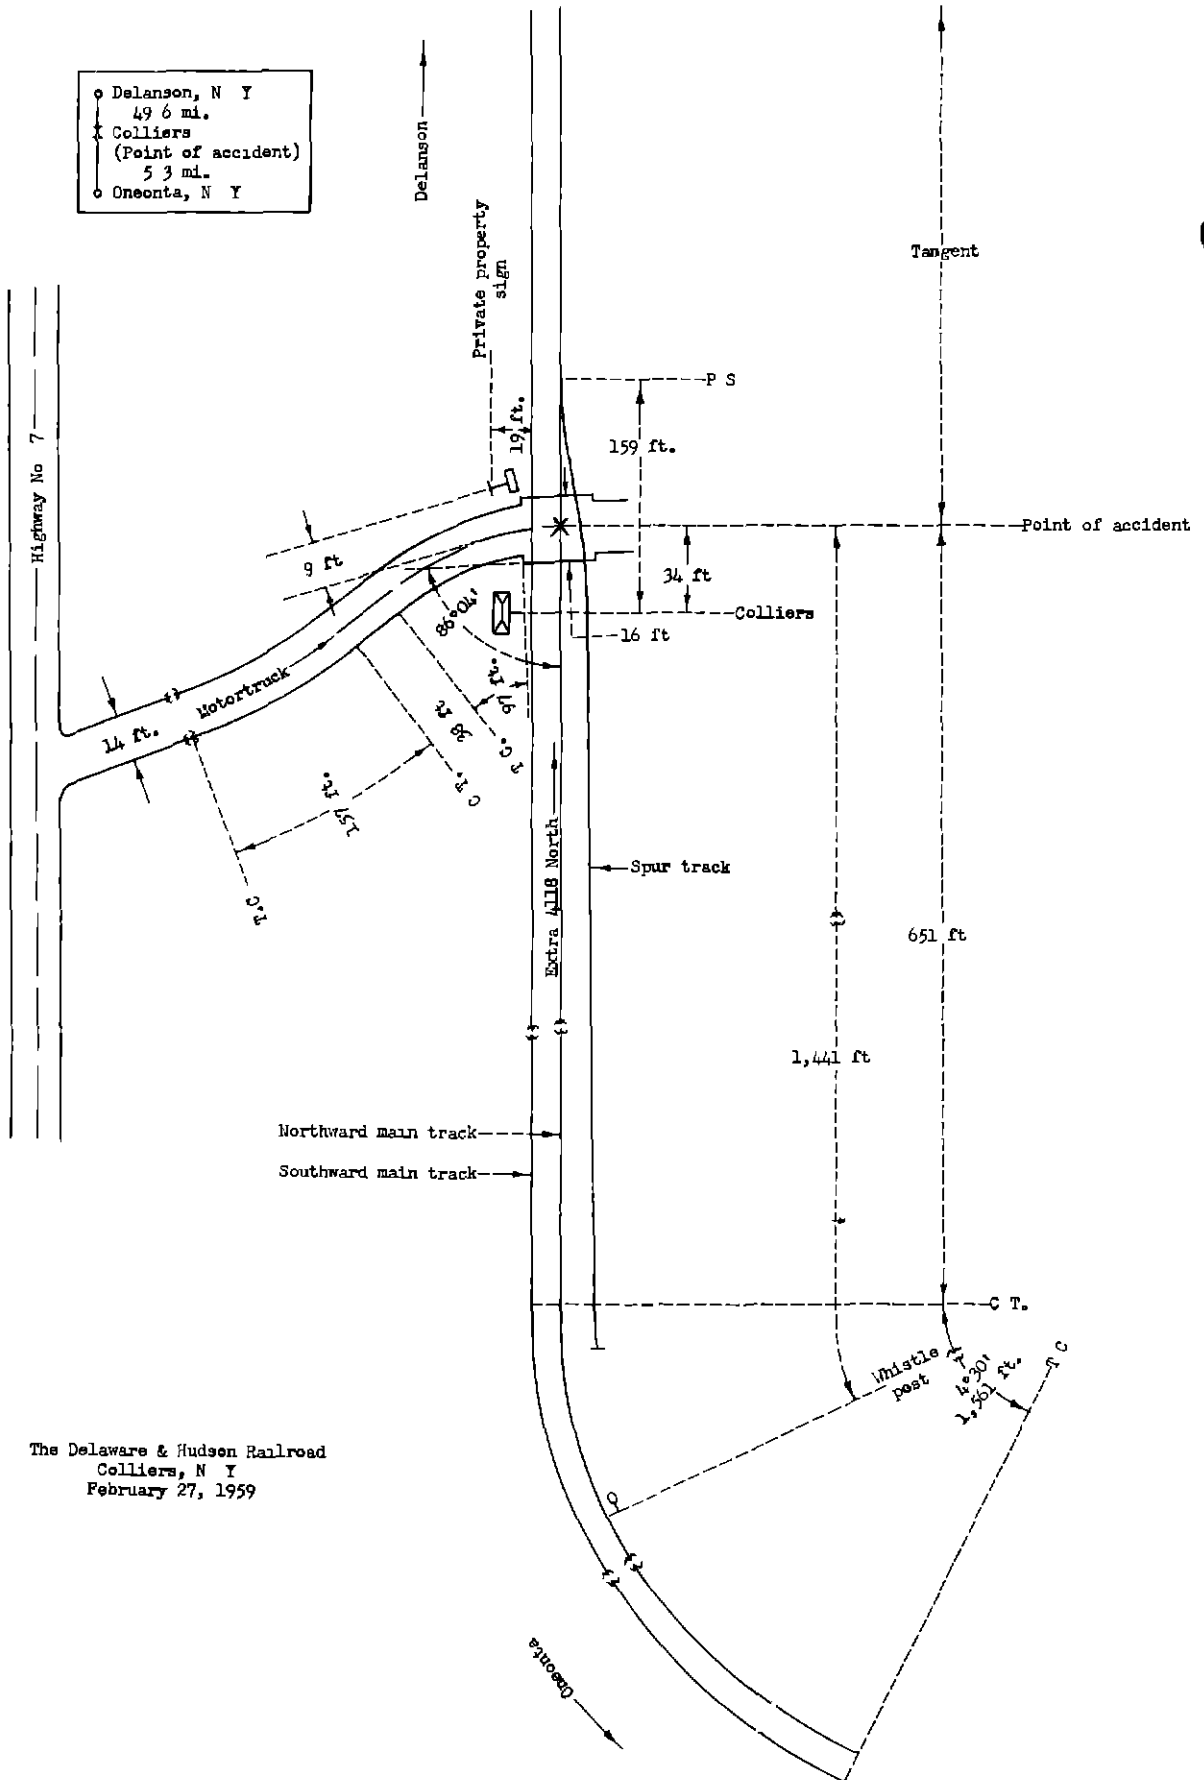 Delanson, N Y
49 6 mi.
Colliers
(Point of accident)
5 3 mi.
Oneonta, N Y
Delanson
Tangent
Private property
sign
Highway No 7
19 ft.
P S
159 ft.
Point of accident
9 ft
34 ft
Colliers
86°04'
16 ft
Motortruck
14 ft.
97 ft.
38 ft
T C.
C T.
157 ft.
T.C
Extra 4118 North
Spur track
651 ft
1,441 ft
Northward main track
Southward main track
C T.
Whistle
post
4°30'
1,561 ft.
T C
The Delaware & Hudson Railroad
Colliers, N Y
February 27, 1959
Oneonta